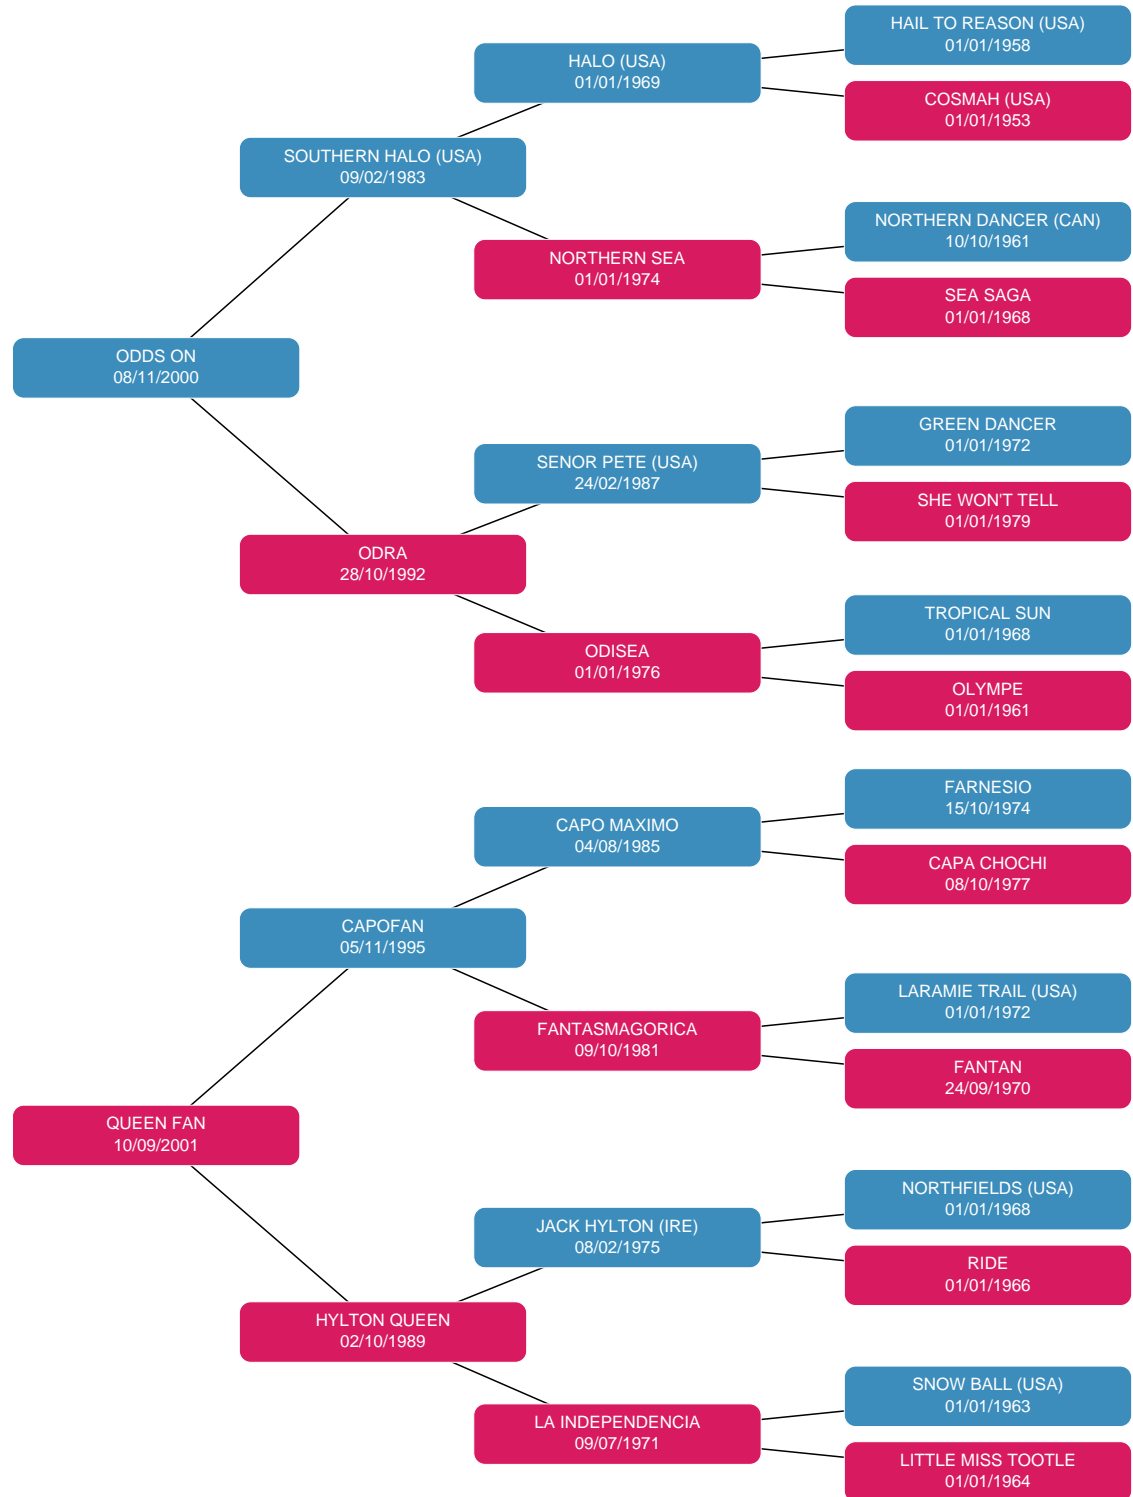 HAIL TO REASON (USA)
01/01/1958
HALO (USA)
01/01/1969
COSMAH (USA)
01/01/1953
SOUTHERN HALO (USA)
09/02/1983
NORTHERN DANCER (CAN)
10/10/1961
NORTHERN SEA
01/01/1974
SEA SAGA
01/01/1968
ODDS ON
08/11/2000
GREEN DANCER
01/01/1972
SENOR PETE (USA)
24/02/1987
SHE WON'T TELL
01/01/1979
ODRA
28/10/1992
TROPICAL SUN
01/01/1968
ODISEA
01/01/1976
OLYMPE
01/01/1961
FARNESIO
15/10/1974
CAPO MAXIMO
04/08/1985
CAPA CHOCHI
08/10/1977
CAPOFAN
05/11/1995
LARAMIE TRAIL (USA)
01/01/1972
FANTASMAGORICA
09/10/1981
FANTAN
24/09/1970
QUEEN FAN
10/09/2001
NORTHFIELDS (USA)
01/01/1968
JACK HYLTON (IRE)
08/02/1975
RIDE
01/01/1966
HYLTON QUEEN
02/10/1989
SNOW BALL (USA)
01/01/1963
LA INDEPENDENCIA
09/07/1971
LITTLE MISS TOOTLE
01/01/1964